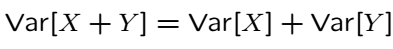 Var[X + Y] = Var[X] + Var[Y]